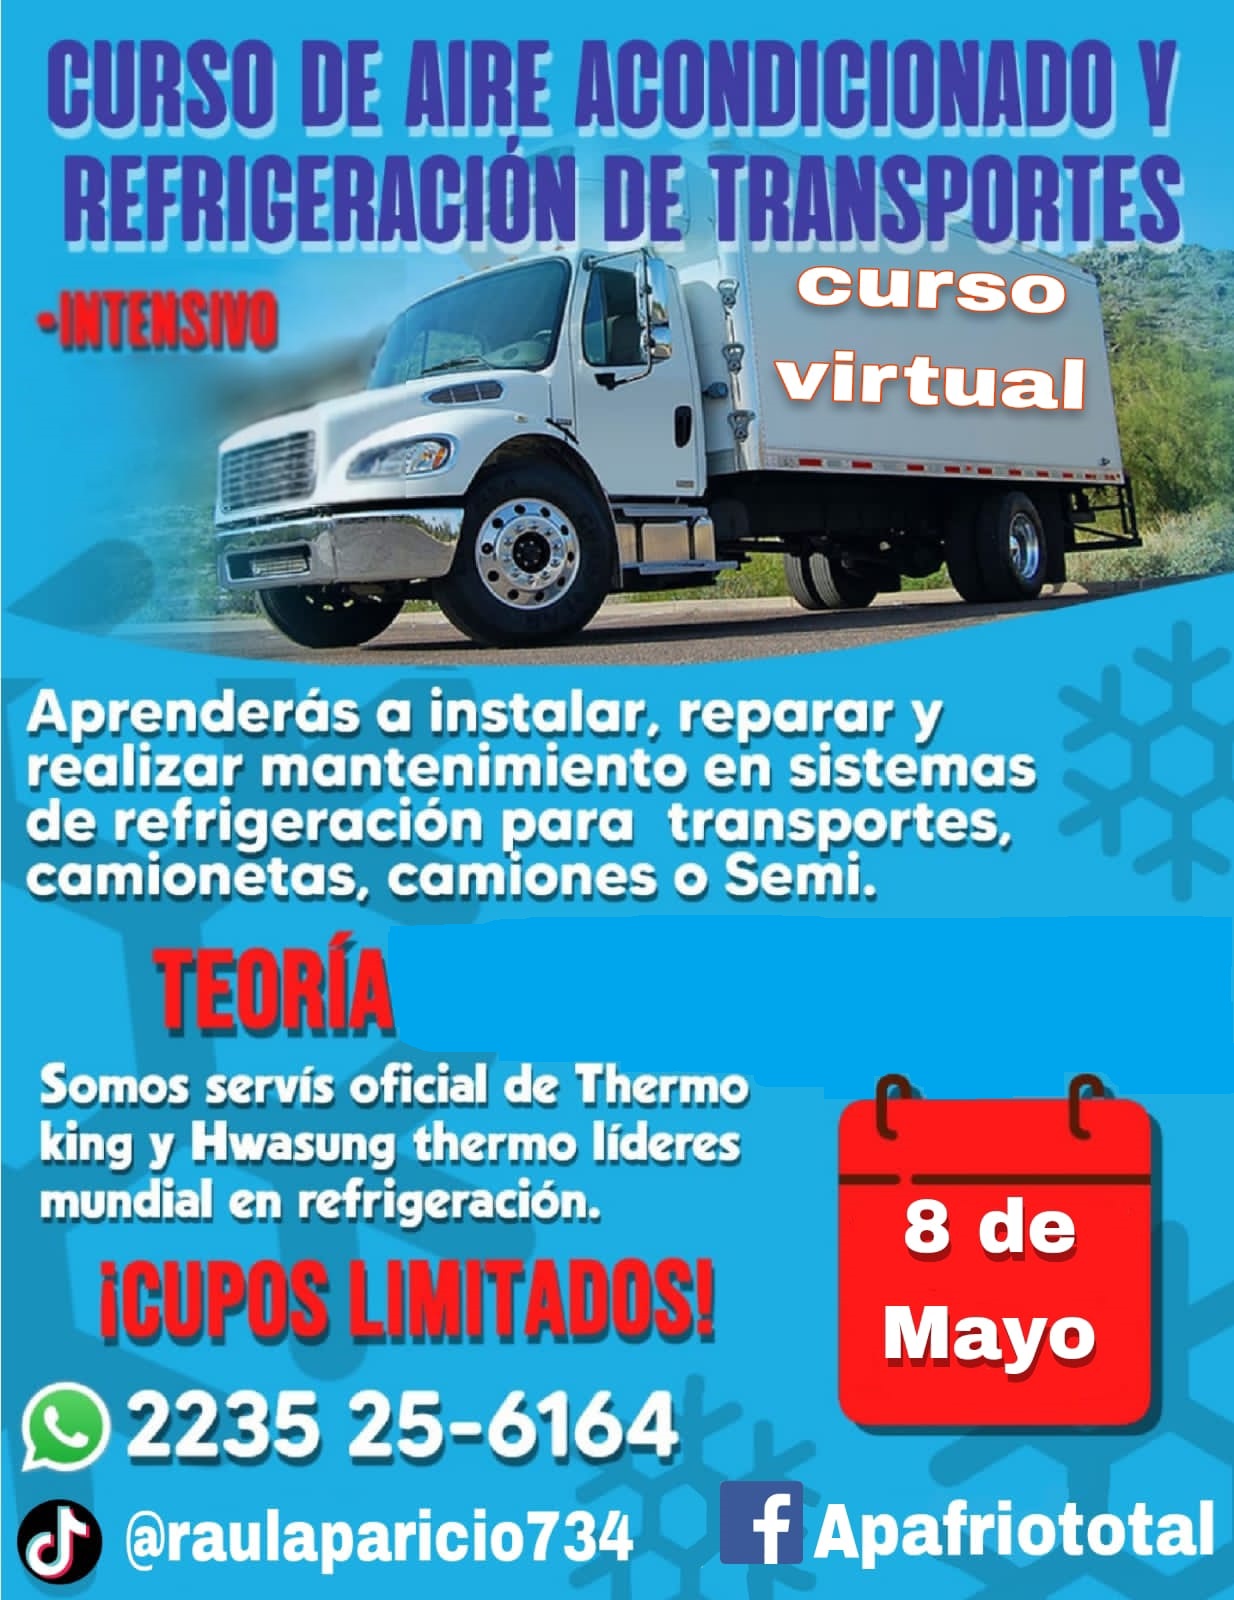 CURSO DE AIRE ACONDICIONADO Y
REFRIGERACIÓN DE TRANSPORTES
•INTENSIVO
curso
virtual
Aprenderás a instalar, reparar y
realizar mantenimiento en sistemas
de refrigeración para transportes,
camionetas, camiones o Semi.
TEORÍA
Somos servís oficial de Thermo
king y Hwasung thermo líderes
mundial en refrigeración.
¡CUPOS LIMITADOS!
8 de
Mayo
2235 25-6164
@raulaparicio734
Apafriototal